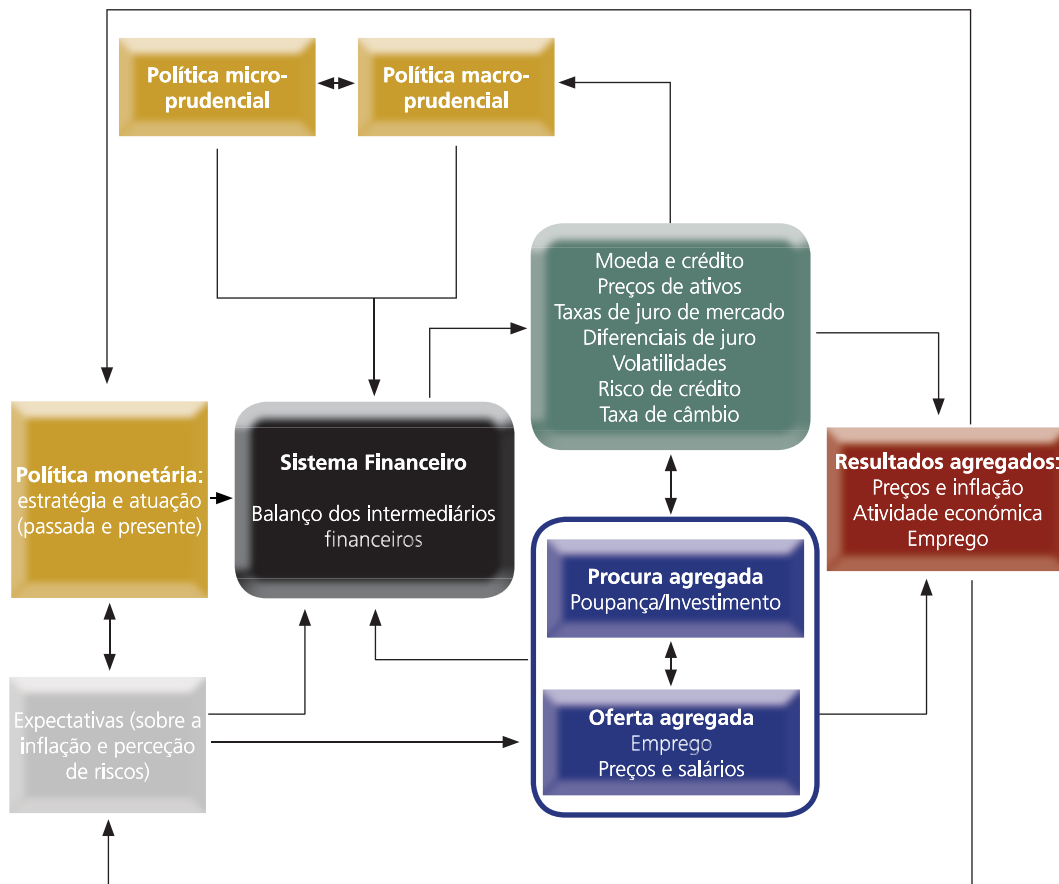 Política micro-
prudencial
Política macro-
prudencial
Moeda e crédito
Preços de ativos
Taxas de juro de mercado
Diferenciais de juro
Volatilidades
Risco de crédito
Taxa de câmbio
Política monetária:
estratégia e atuação
(passada e presente)
Sistema Financeiro
Balanço dos intermediários
financeiros
Resultados agregados:
Preços e inflação
Atividade económica
Emprego
Procura agregada
Poupança/Investimento
Expectativas (sobre a
inflação e perceção
de riscos)
Oferta agregada
Emprego
Preços e salários